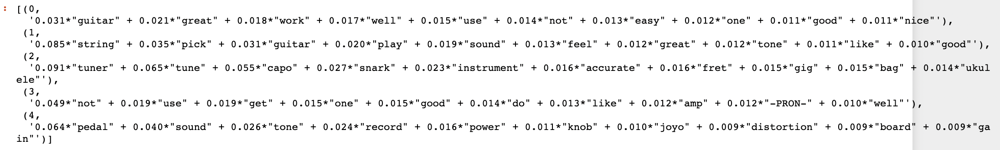 : [(0,
'0.031*"guitar" + 0.021*"great" + 0.018*"work" + 0.017*"well" + 0.015*"use" + 0.014*"not" + 0.013*"easy" + 0.012*"one" + 0.011*"good" + 0.011*"nice"'),
(1,
'0.085*"string" + 0.035*"pick" + 0.031*"guitar" + 0.020*"play" + 0.019*"sound" + 0.013*"feel" + 0.012*"great" + 0.012*"tone" + 0.011*"like" + 0.010*"good"'),
(2,
'0.091*"tuner" + 0.065*"tune" + 0.055*"capo" + 0.027*"snark" + 0.023*"instrument" + 0.016*"accurate" + 0.016*"fret" + 0.015*"gig" + 0.015*"bag" + 0.014*"ukul
ele"'),
(3,
'0.049*"not" + 0.019*"use" + 0.019*"get" + 0.015*"one" + 0.015*"good" + 0.014*"do" + 0.013*"like" + 0.012*"amp" + 0.012*"-PRON-" + 0.010*"well"'),
(4,
'0.064*"pedal" + 0.040*"sound" + 0.026*"tone" + 0.024*"record" + 0.016*"power" + 0.011*"knob" + 0.010*"joyo" + 0.009*"distortion" + 0.009*"board" + 0.009*"ga
in"')]